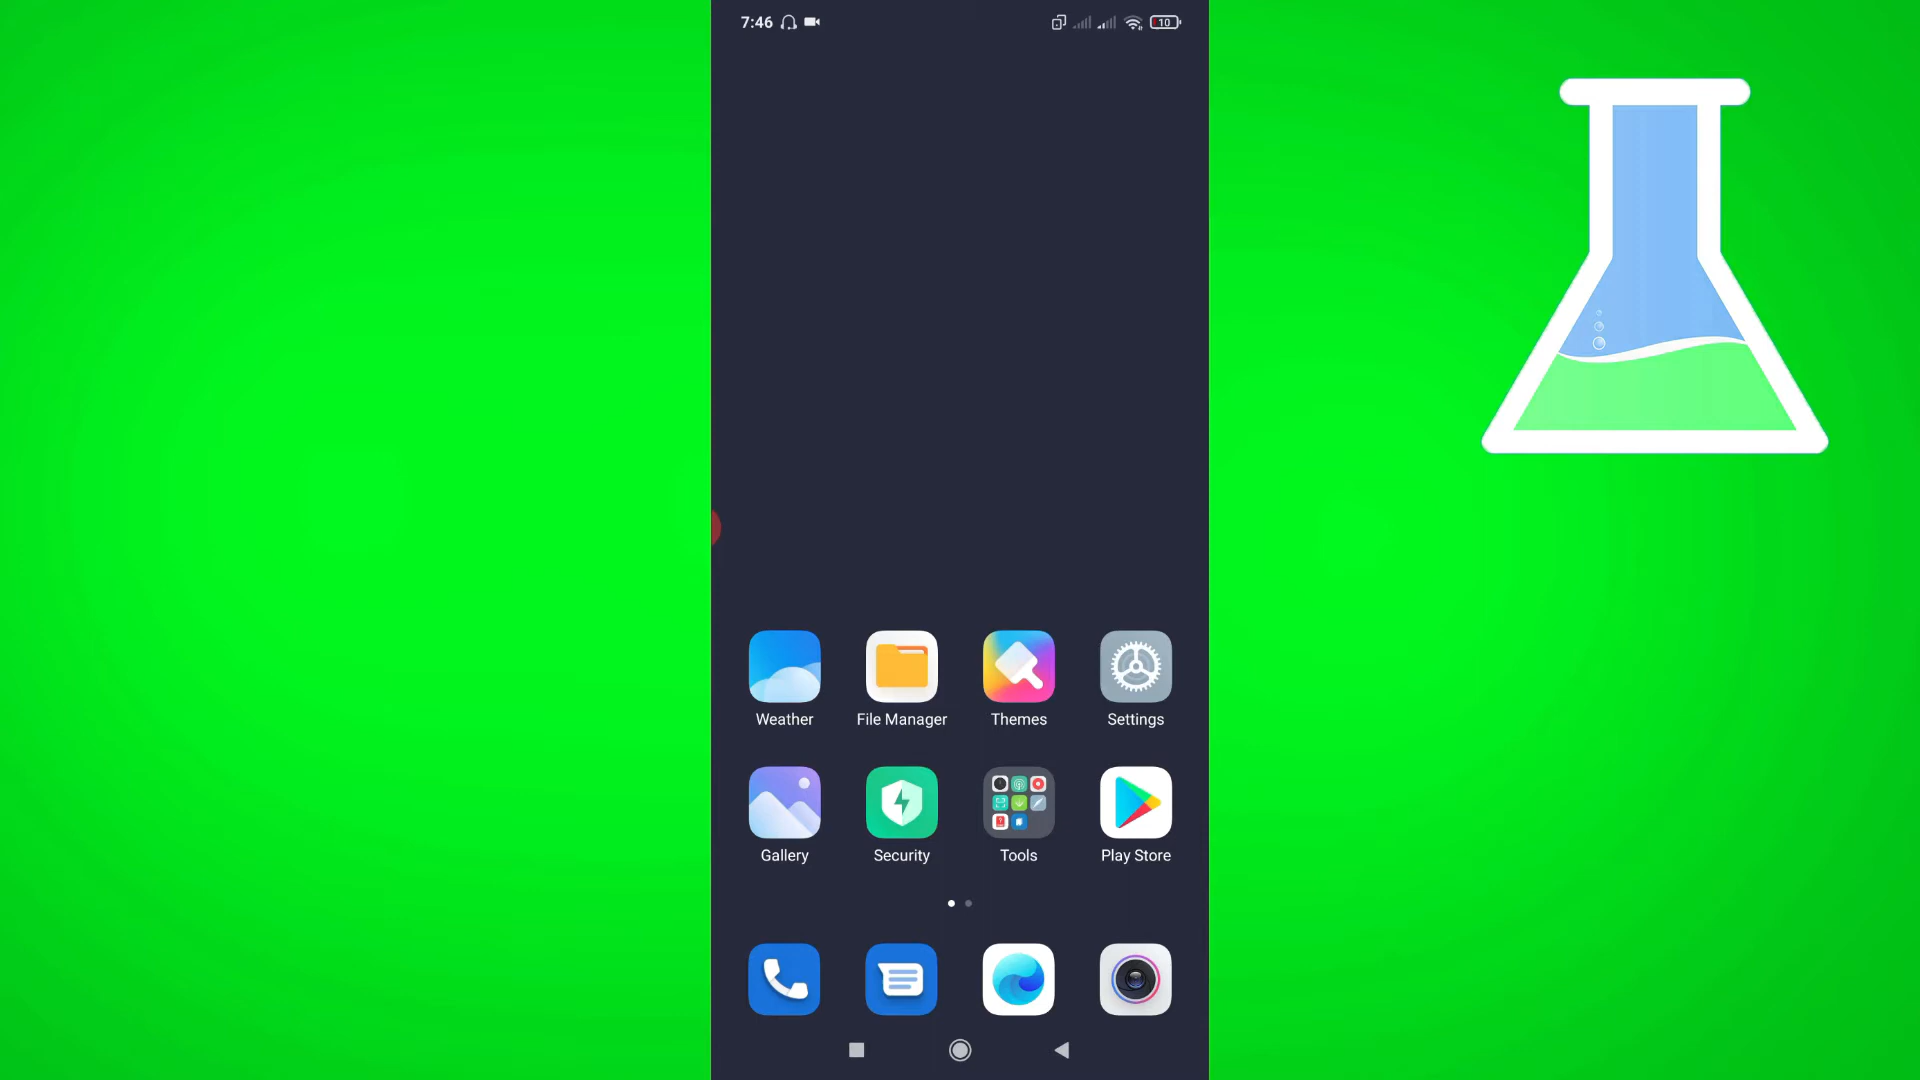 7:46
10
Weather
File Manager
Themes
Settings
Gallery
Security
Tools
Play Store